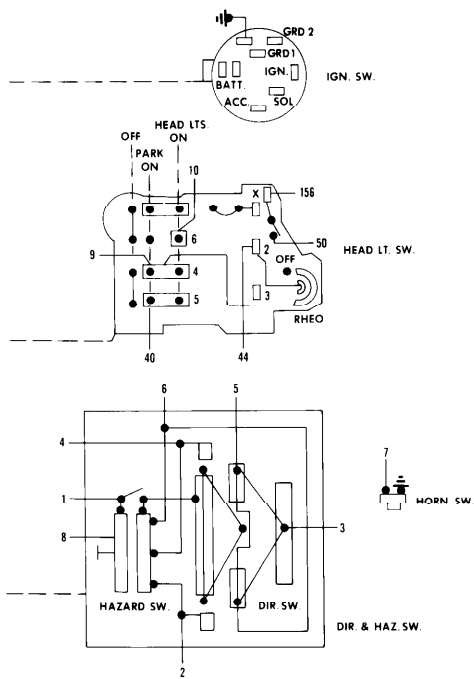 GRD 2
GRD1
IGN.
BATT.
IGN. SW.
ACC.
SOL
HEAD LTS.
OFF
ON
PARK
ON
10
X
156
6
2
50
HEAD LT. SW.
9
OFF
4
3
5
RHEO
40
44
6
5
4
7
1
HORN SW
3
8
HAZARD SW.
DIR. SW.
DIR. & HAZ. SW.
2